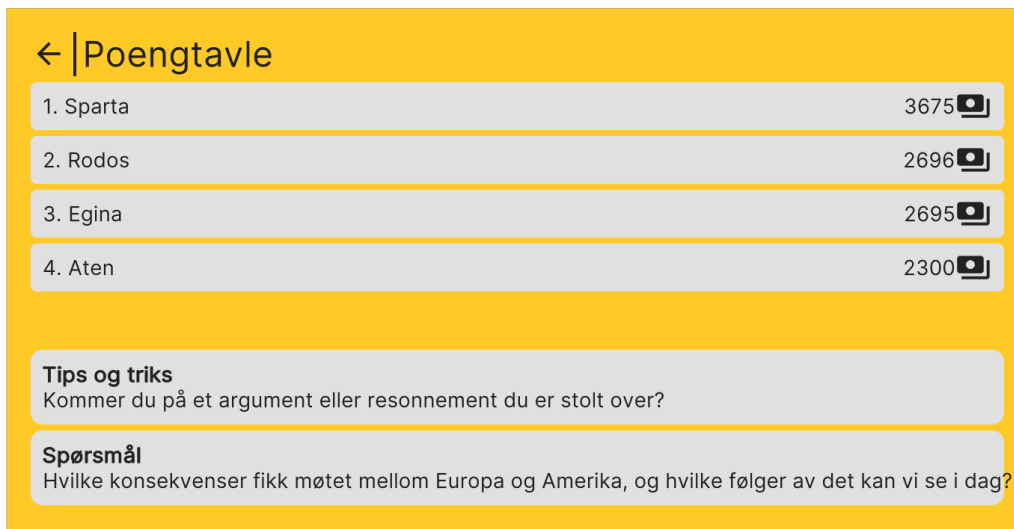 Poengtavle
1. Sparta 3675
2. Rodos 2696
3. Egina 2695
4. Aten 2300
Tips og triks
Kommer du på et argument eller resonnement du er stolt over?
Spørsmål
Hvilke konsekvenser fikk møtet mellom Europa og Amerika, og hvilke følger av det kan vi se i dag?